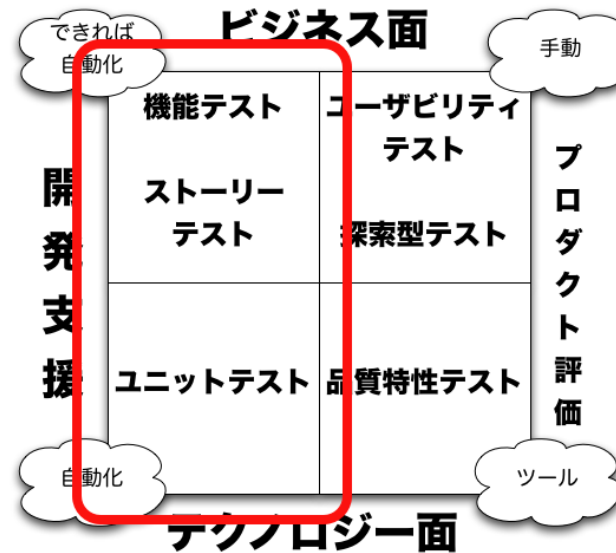 できれば
自動化
ビジネス面
手動
機能テスト
ユーザビリティ
テスト
ストーリー
テスト
探索型テスト
開発支援
プロダクト評価
ユニットテスト
品質特性テスト
自動化
ツール
テクノロジー面